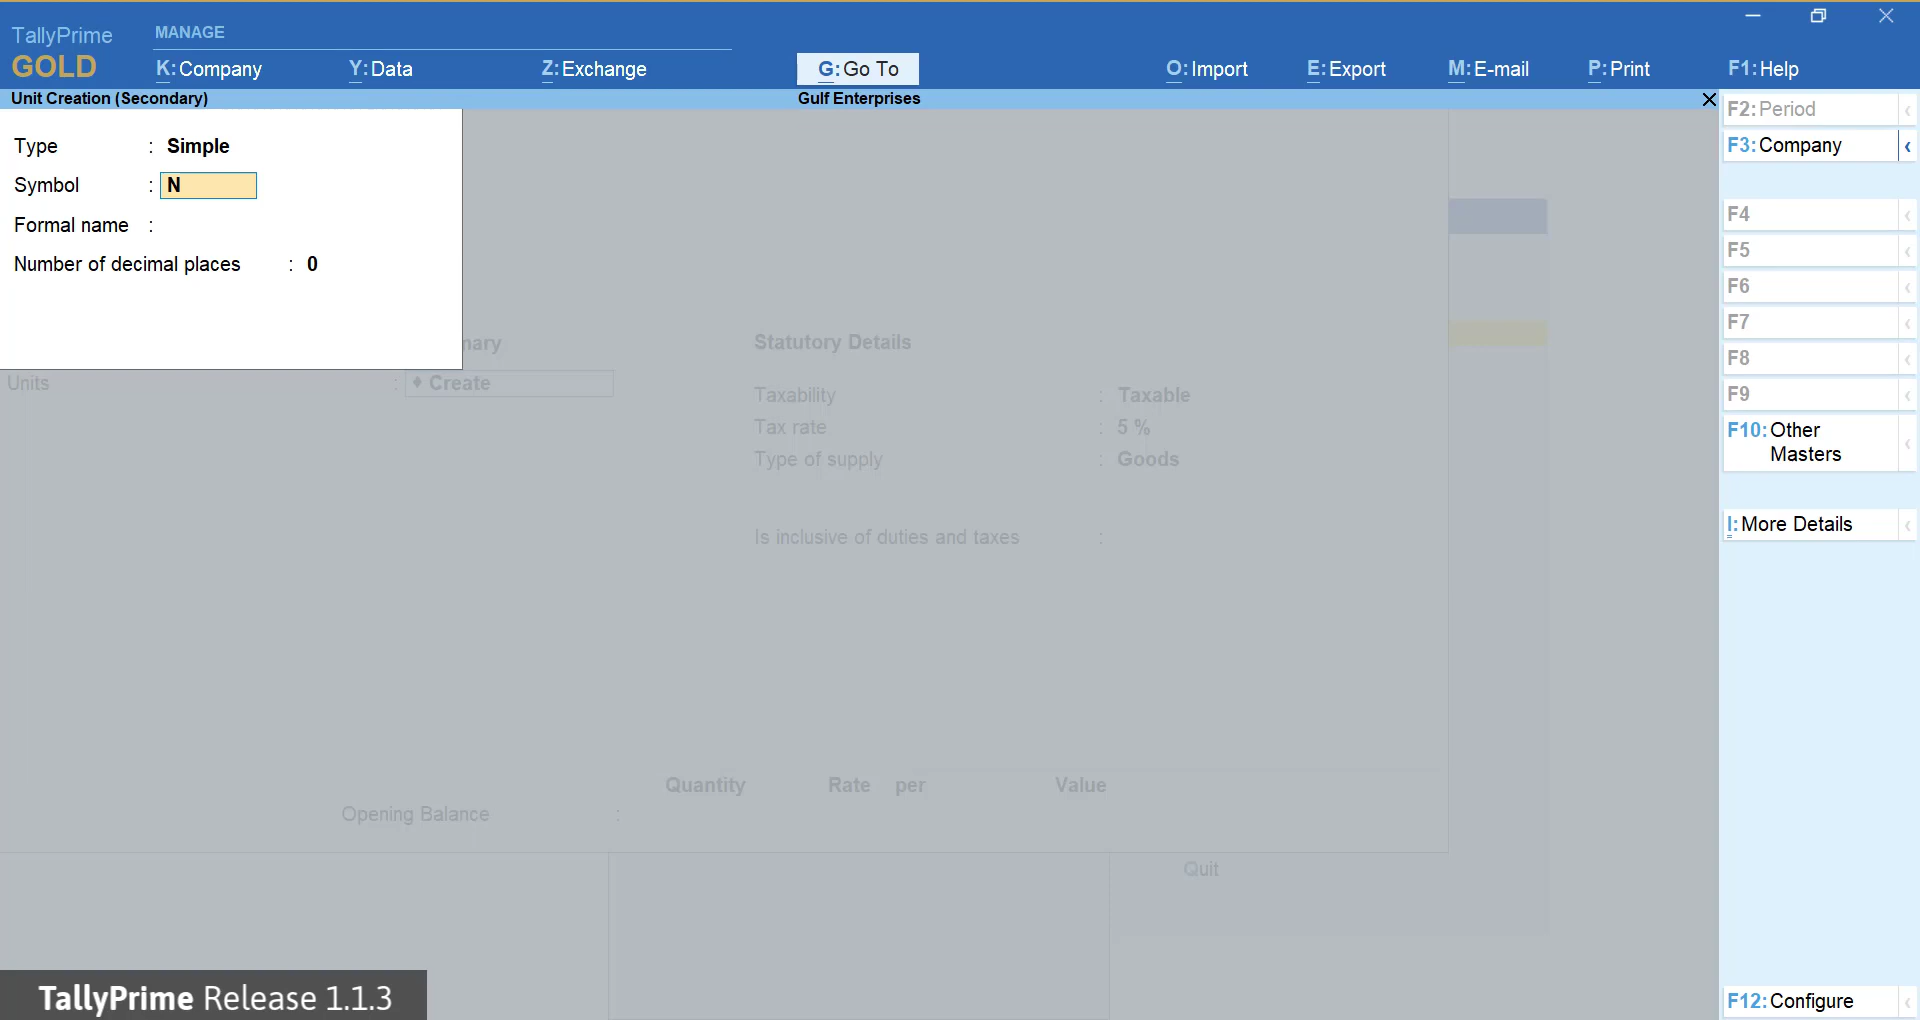 TallyPrime
GOLD
MANAGE
K:Company
Y:Data
Z:Exchange
G:Go To
O:Import
E:Export
M:E-mail
P:Print
F1:Help
Unit Creation (Secondary)
Gulf Enterprises
Type : Simple
Symbol : N
Formal name :
Number of decimal places : 0
nary
Units : ♦ Create
Statutory Details
Taxability : Taxable
Tax rate : 5 %
Type of supply : Goods
Is inclusive of duties and taxes :
Quantity Rate per Value
Opening Balance :
Quit
F2:Period
F3:Company
F4
F5
F6
F7
F8
F9
F10:Other
Masters
I:More Details
F12:Configure
TallyPrime Release 1.1.3